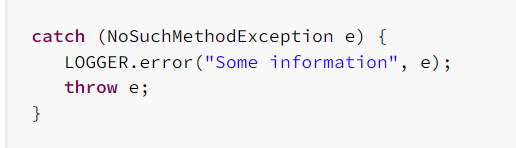 catch (NoSuchMethodException e) {
   LOGGER.error("Some information", e);
   throw e;
}